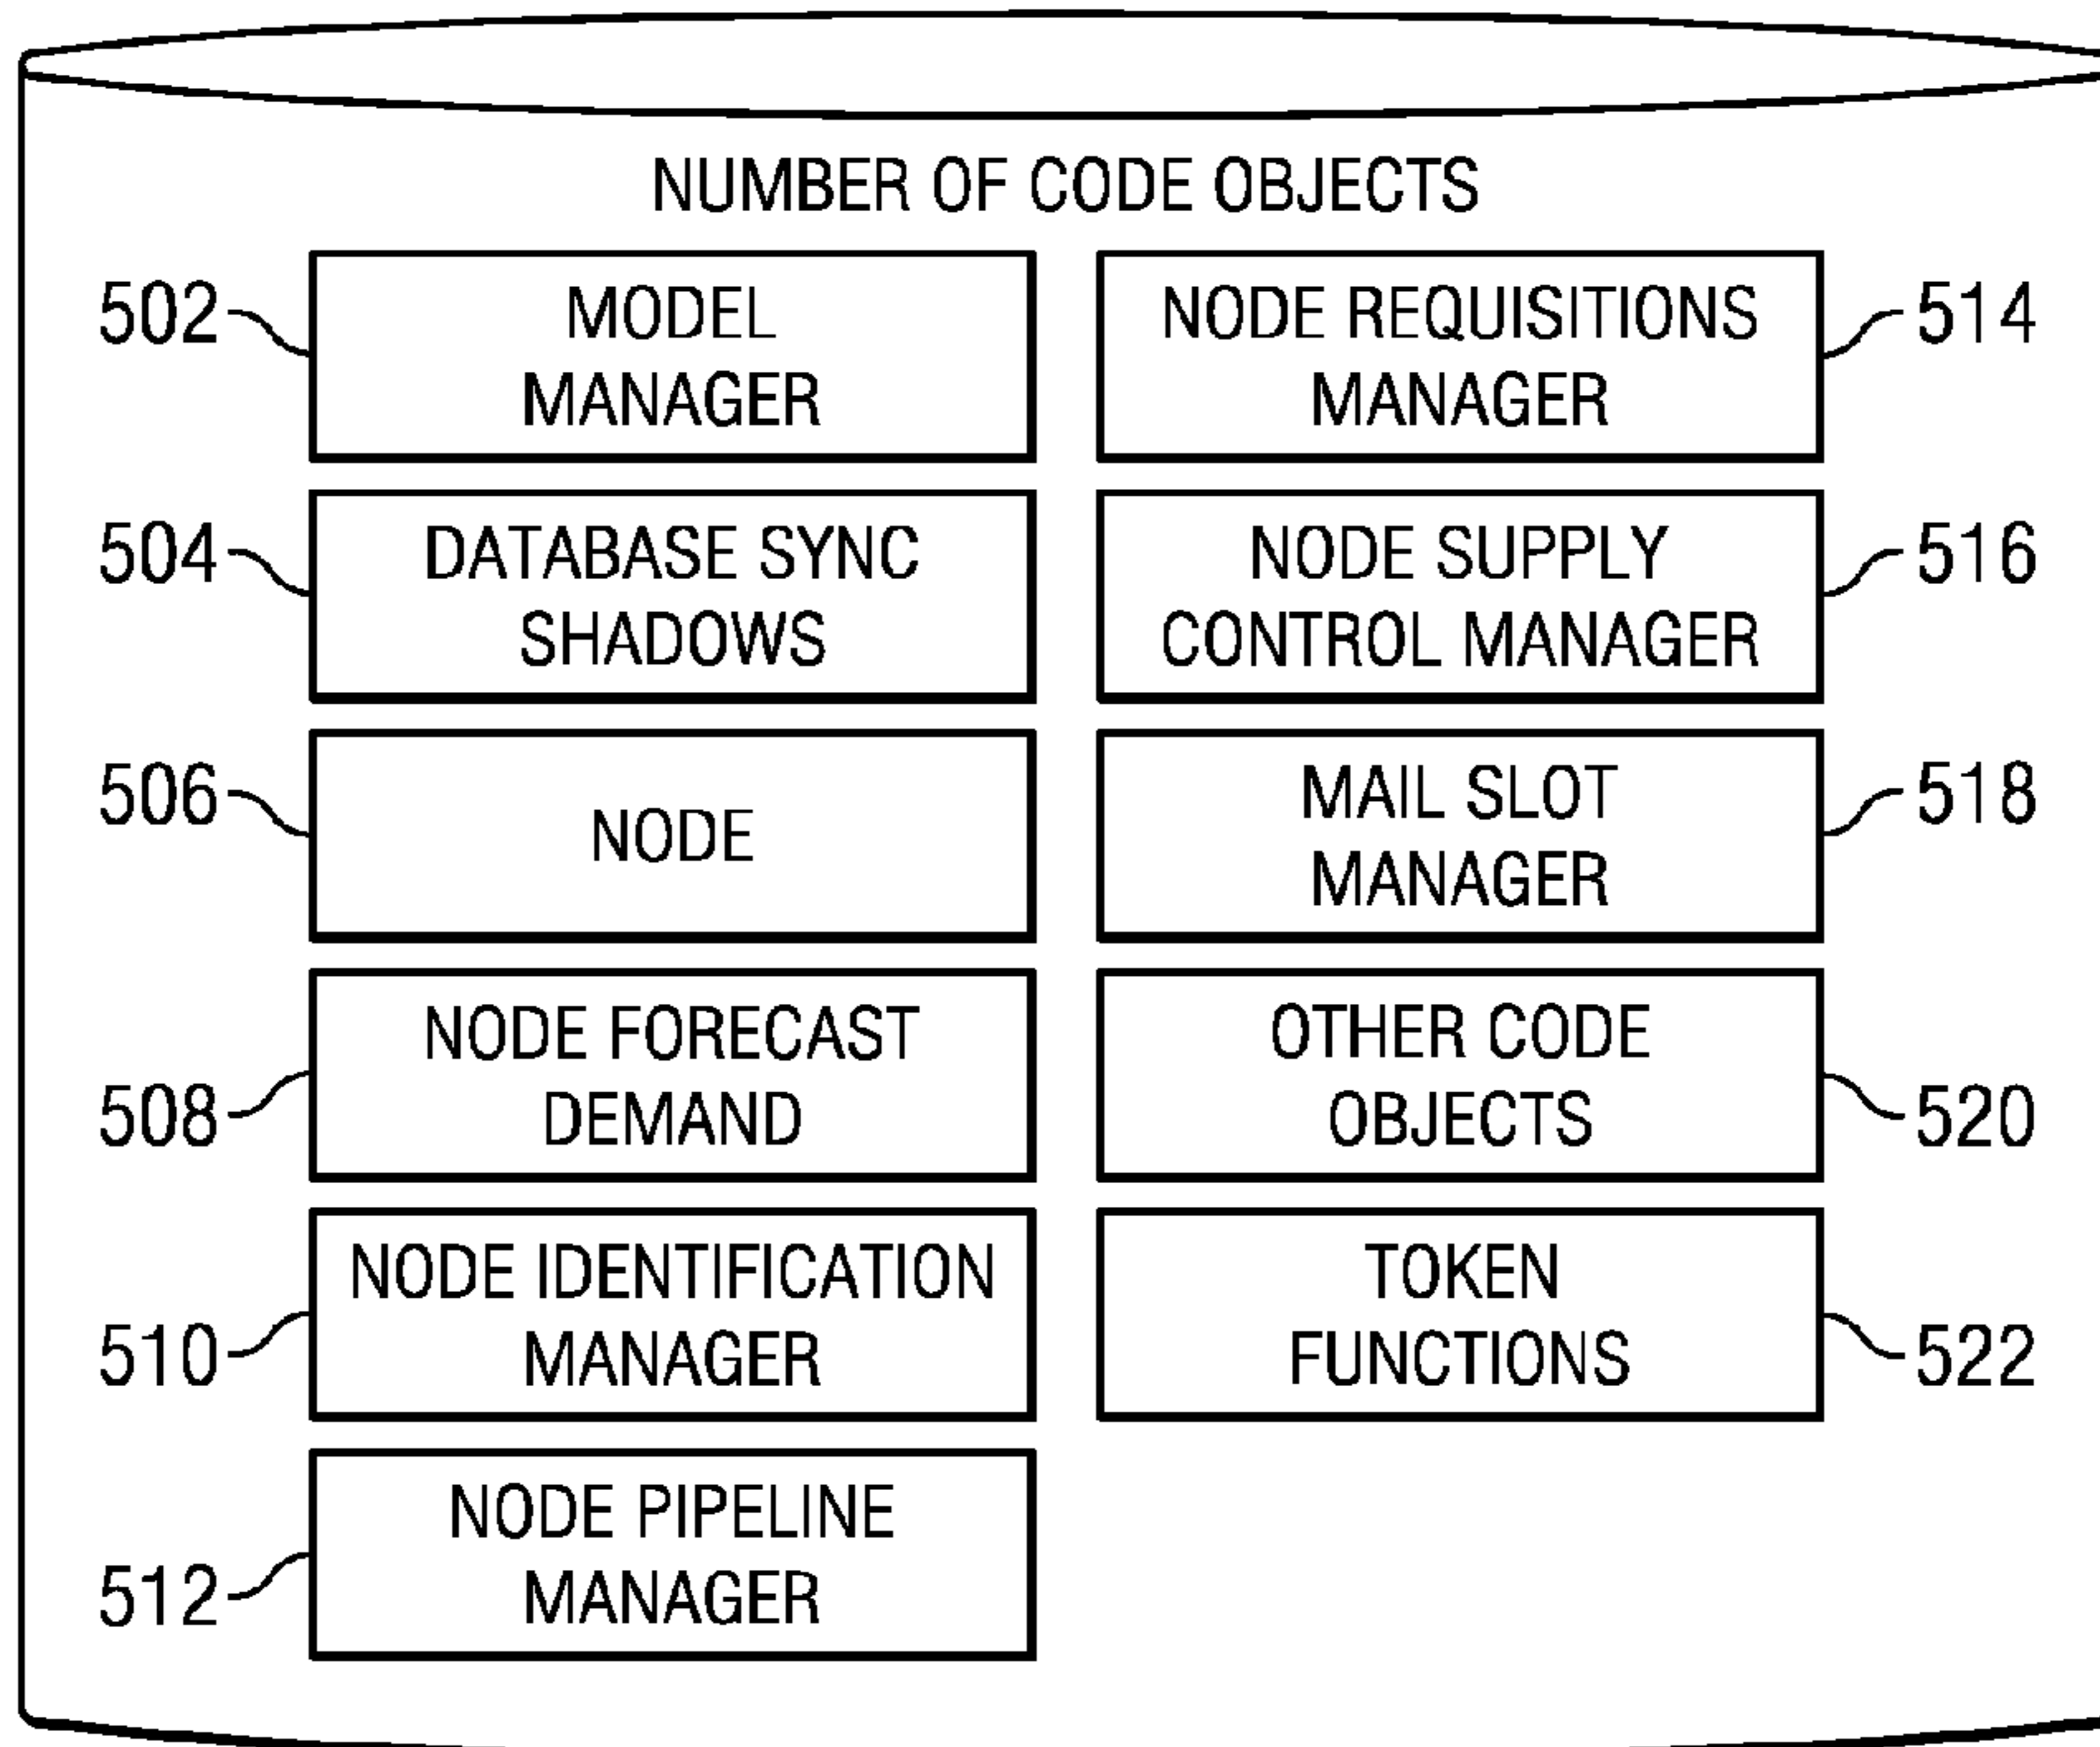 NUMBER OF CODE OBJECTS
502
MODEL
MANAGER
504
DATABASE SYNC
SHADOWS
506
NODE
508
NODE FORECAST
DEMAND
510
NODE IDENTIFICATION
MANAGER
512
NODE PIPELINE
MANAGER
NODE REQUISITIONS
MANAGER
514
NODE SUPPLY
CONTROL MANAGER
516
MAIL SLOT
MANAGER
518
OTHER CODE
OBJECTS
520
TOKEN
FUNCTIONS
522